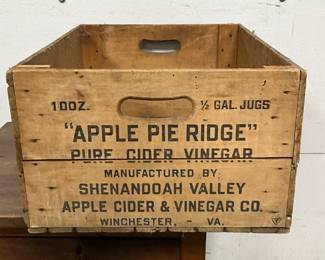 1 DOZ. ½ GAL. JUGS
"APPLE PIE RIDGE"
PURE CIDER VINEGAR
MANUFACTURED BY
SHENANDOAH VALLEY
APPLE CIDER & VINEGAR CO.
WINCHESTER, - VA.